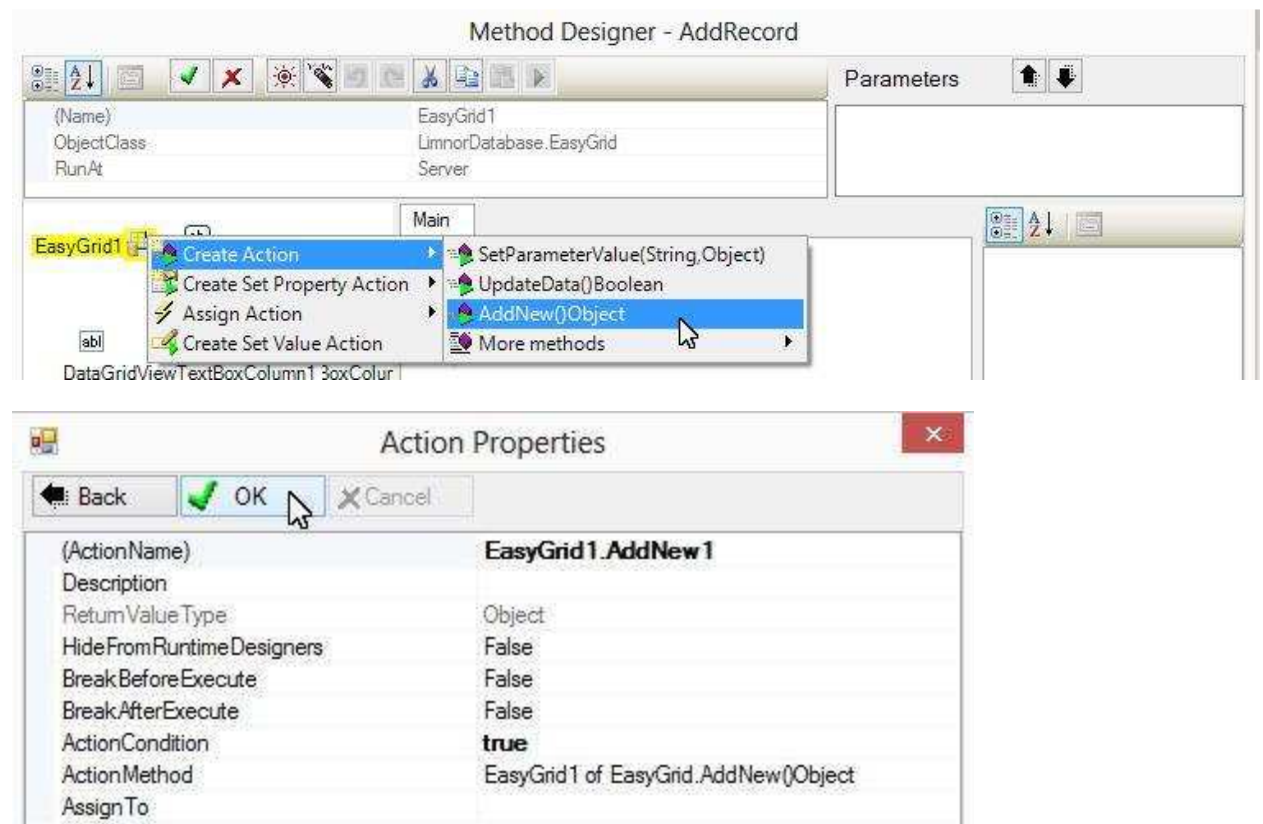 Method Designer - AddRecord
Parameters
(Name) EasyGrid1
ObjectClass LimnorDatabase.EasyGrid
RunAt Server
Main
EasyGrid1
Create Action SetParameterValue(String,Object)
Create Set Property Action UpdateData()Boolean
Assign Action AddNew()Object
abl Create Set Value Action More methods
DataGridViewTextBoxColumn1 BoxColur
Action Properties
Back OK Cancel
(ActionName) EasyGrid1.AddNew1
Description
ReturnValueType Object
HideFromRuntimeDesigners False
BreakBeforeExecute False
BreakAfterExecute False
ActionCondition true
ActionMethod EasyGrid1 of EasyGrid.AddNew()Object
AssignTo